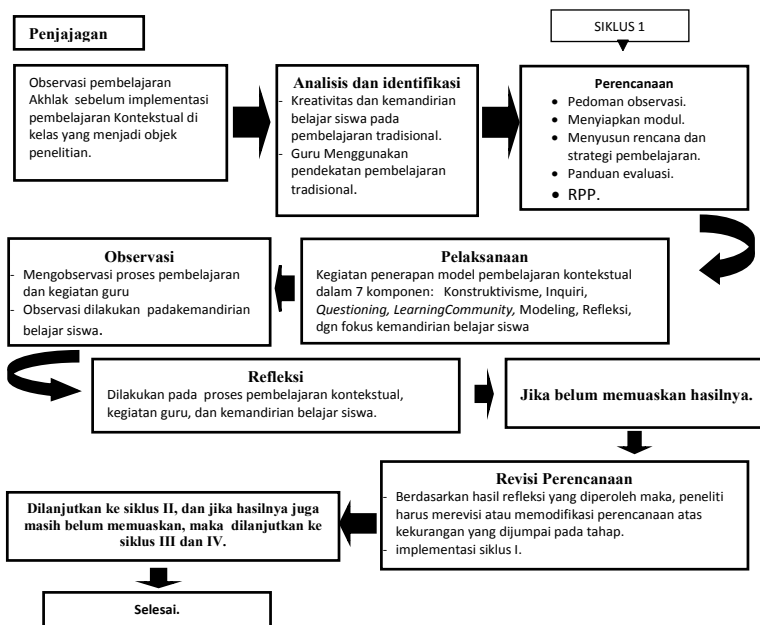 Penjajagan
SIKLUS 1
Observasi pembelajaran
Akhlak sebelum implementasi
pembelajaran Kontekstual di
kelas yang menjadi objek
penelitian.
Analisis dan identifikasi
- Kreativitas dan kemandirian
belajar siswa pada
pembelajaran tradisional.
- Guru Menggunakan
pendekatan pembelajaran
tradisional.
Perencanaan
• Pedoman observasi.
• Menyiapkan modul.
• Menyusun rencana dan
strategi pembelajaran.
• Panduan evaluasi.
• RPP.
Observasi
- Mengobservasi proses pembelajaran
dan kegiatan guru
- Observasi dilakukan padakemandirian
belajar siswa.
Pelaksanaan
Kegiatan penerapan model pembelajaran kontekstual
dalam 7 komponen: Konstruktivisme, Inquiri,
Questioning, LearningCommunity, Modeling, Refleksi,
dgn fokus kemandirian belajar siswa
Refleksi
Dilakukan pada proses pembelajaran kontekstual,
kegiatan guru, dan kemandirian belajar siswa.
Jika belum memuaskan hasilnya.
Revisi Perencanaan
- Berdasarkan hasil refleksi yang diperoleh maka, peneliti
harus merevisi atau memodifikasi perencanaan atas
kekurangan yang dijumpai pada tahap.
- implementasi siklus I.
Dilanjutkan ke siklus II, dan jika hasilnya juga
masih belum memuaskan, maka dilanjutkan ke
siklus III dan IV.
Selesai.